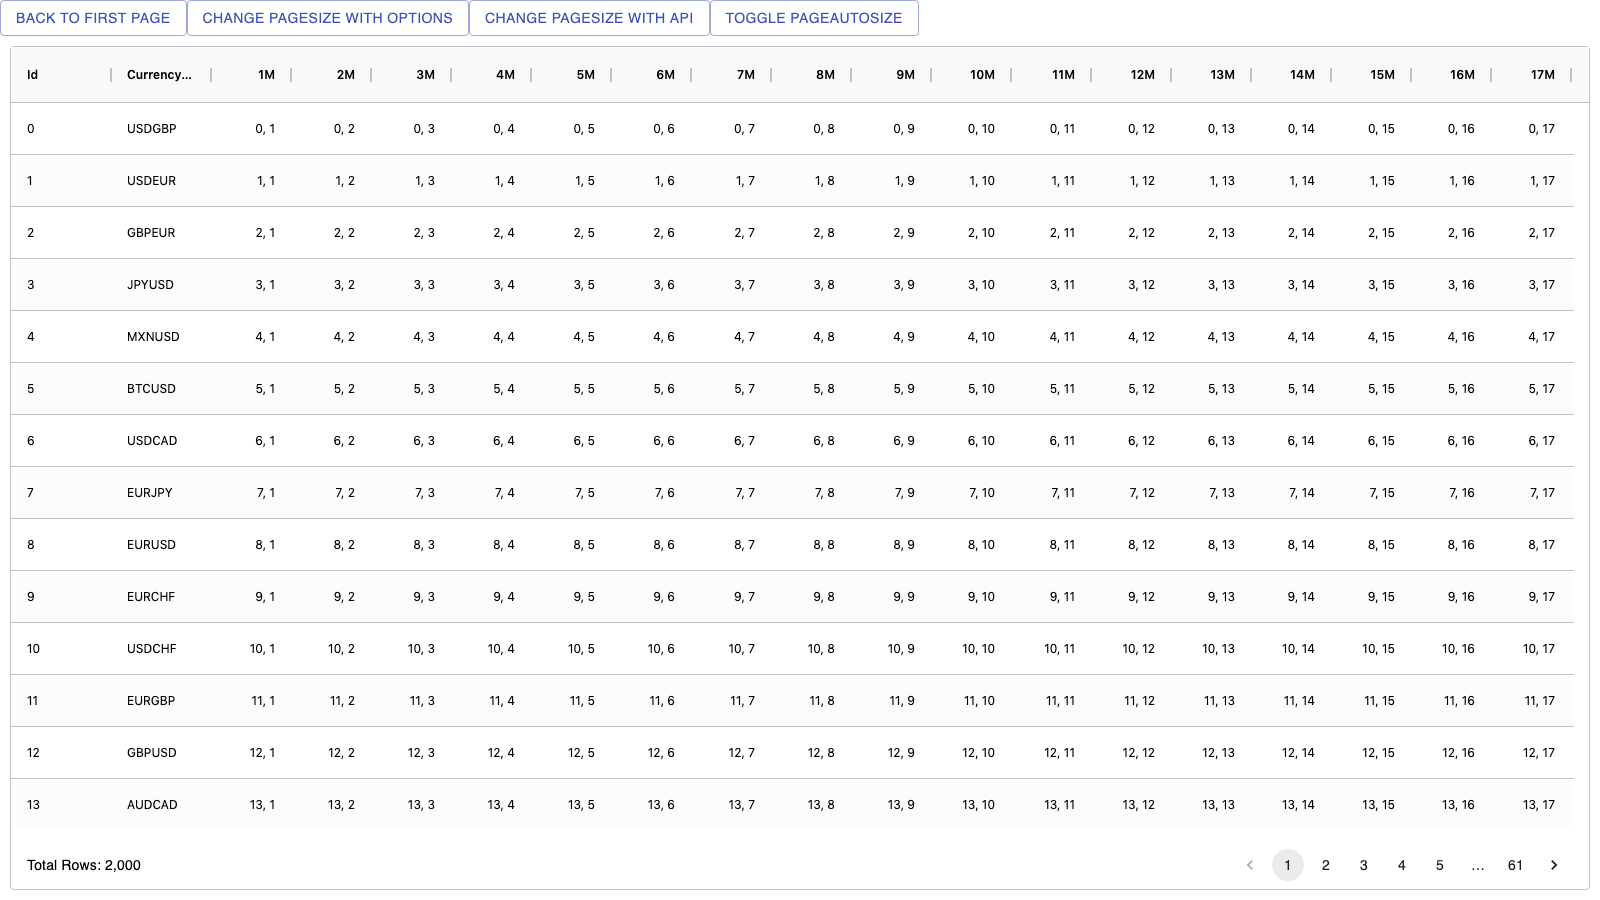 BACK TO FIRST PAGE CHANGE PAGESIZE WITH OPTIONS CHANGE PAGESIZE WITH API TOGGLE PAGEAUTOSIZE
Id Currency... 1M 2M 3M 4M 5M 6M 7M 8M 9M 10M 11M 12M 13M 14M 15M 16M 17M
0 USDGBP 0, 1 0, 2 0, 3 0, 4 0, 5 0, 6 0, 7 0, 8 0, 9 0, 10 0, 11 0, 12 0, 13 0, 14 0, 15 0, 16 0, 17
1 USDEUR 1, 1 1, 2 1, 3 1, 4 1, 5 1, 6 1, 7 1, 8 1, 9 1, 10 1, 11 1, 12 1, 13 1, 14 1, 15 1, 16 1, 17
2 GBPEUR 2, 1 2, 2 2, 3 2, 4 2, 5 2, 6 2, 7 2, 8 2, 9 2, 10 2, 11 2, 12 2, 13 2, 14 2, 15 2, 16 2, 17
3 JPYUSD 3, 1 3, 2 3, 3 3, 4 3, 5 3, 6 3, 7 3, 8 3, 9 3, 10 3, 11 3, 12 3, 13 3, 14 3, 15 3, 16 3, 17
4 MXNUSD 4, 1 4, 2 4, 3 4, 4 4, 5 4, 6 4, 7 4, 8 4, 9 4, 10 4, 11 4, 12 4, 13 4, 14 4, 15 4, 16 4, 17
5 BTCUSD 5, 1 5, 2 5, 3 5, 4 5, 5 5, 6 5, 7 5, 8 5, 9 5, 10 5, 11 5, 12 5, 13 5, 14 5, 15 5, 16 5, 17
6 USDCAD 6, 1 6, 2 6, 3 6, 4 6, 5 6, 6 6, 7 6, 8 6, 9 6, 10 6, 11 6, 12 6, 13 6, 14 6, 15 6, 16 6, 17
7 EURJPY 7, 1 7, 2 7, 3 7, 4 7, 5 7, 6 7, 7 7, 8 7, 9 7, 10 7, 11 7, 12 7, 13 7, 14 7, 15 7, 16 7, 17
8 EURUSD 8, 1 8, 2 8, 3 8, 4 8, 5 8, 6 8, 7 8, 8 8, 9 8, 10 8, 11 8, 12 8, 13 8, 14 8, 15 8, 16 8, 17
9 EURCHF 9, 1 9, 2 9, 3 9, 4 9, 5 9, 6 9, 7 9, 8 9, 9 9, 10 9, 11 9, 12 9, 13 9, 14 9, 15 9, 16 9, 17
10 USDCHF 10, 1 10, 2 10, 3 10, 4 10, 5 10, 6 10, 7 10, 8 10, 9 10, 10 10, 11 10, 12 10, 13 10, 14 10, 15 10, 16 10, 17
11 EURGBP 11, 1 11, 2 11, 3 11, 4 11, 5 11, 6 11, 7 11, 8 11, 9 11, 10 11, 11 11, 12 11, 13 11, 14 11, 15 11, 16 11, 17
12 GBPUSD 12, 1 12, 2 12, 3 12, 4 12, 5 12, 6 12, 7 12, 8 12, 9 12, 10 12, 11 12, 12 12, 13 12, 14 12, 15 12, 16 12, 17
13 AUDCAD 13, 1 13, 2 13, 3 13, 4 13, 5 13, 6 13, 7 13, 8 13, 9 13, 10 13, 11 13, 12 13, 13 13, 14 13, 15 13, 16 13, 17
Total Rows: 2,000 1 2 3 4 5 ... 61